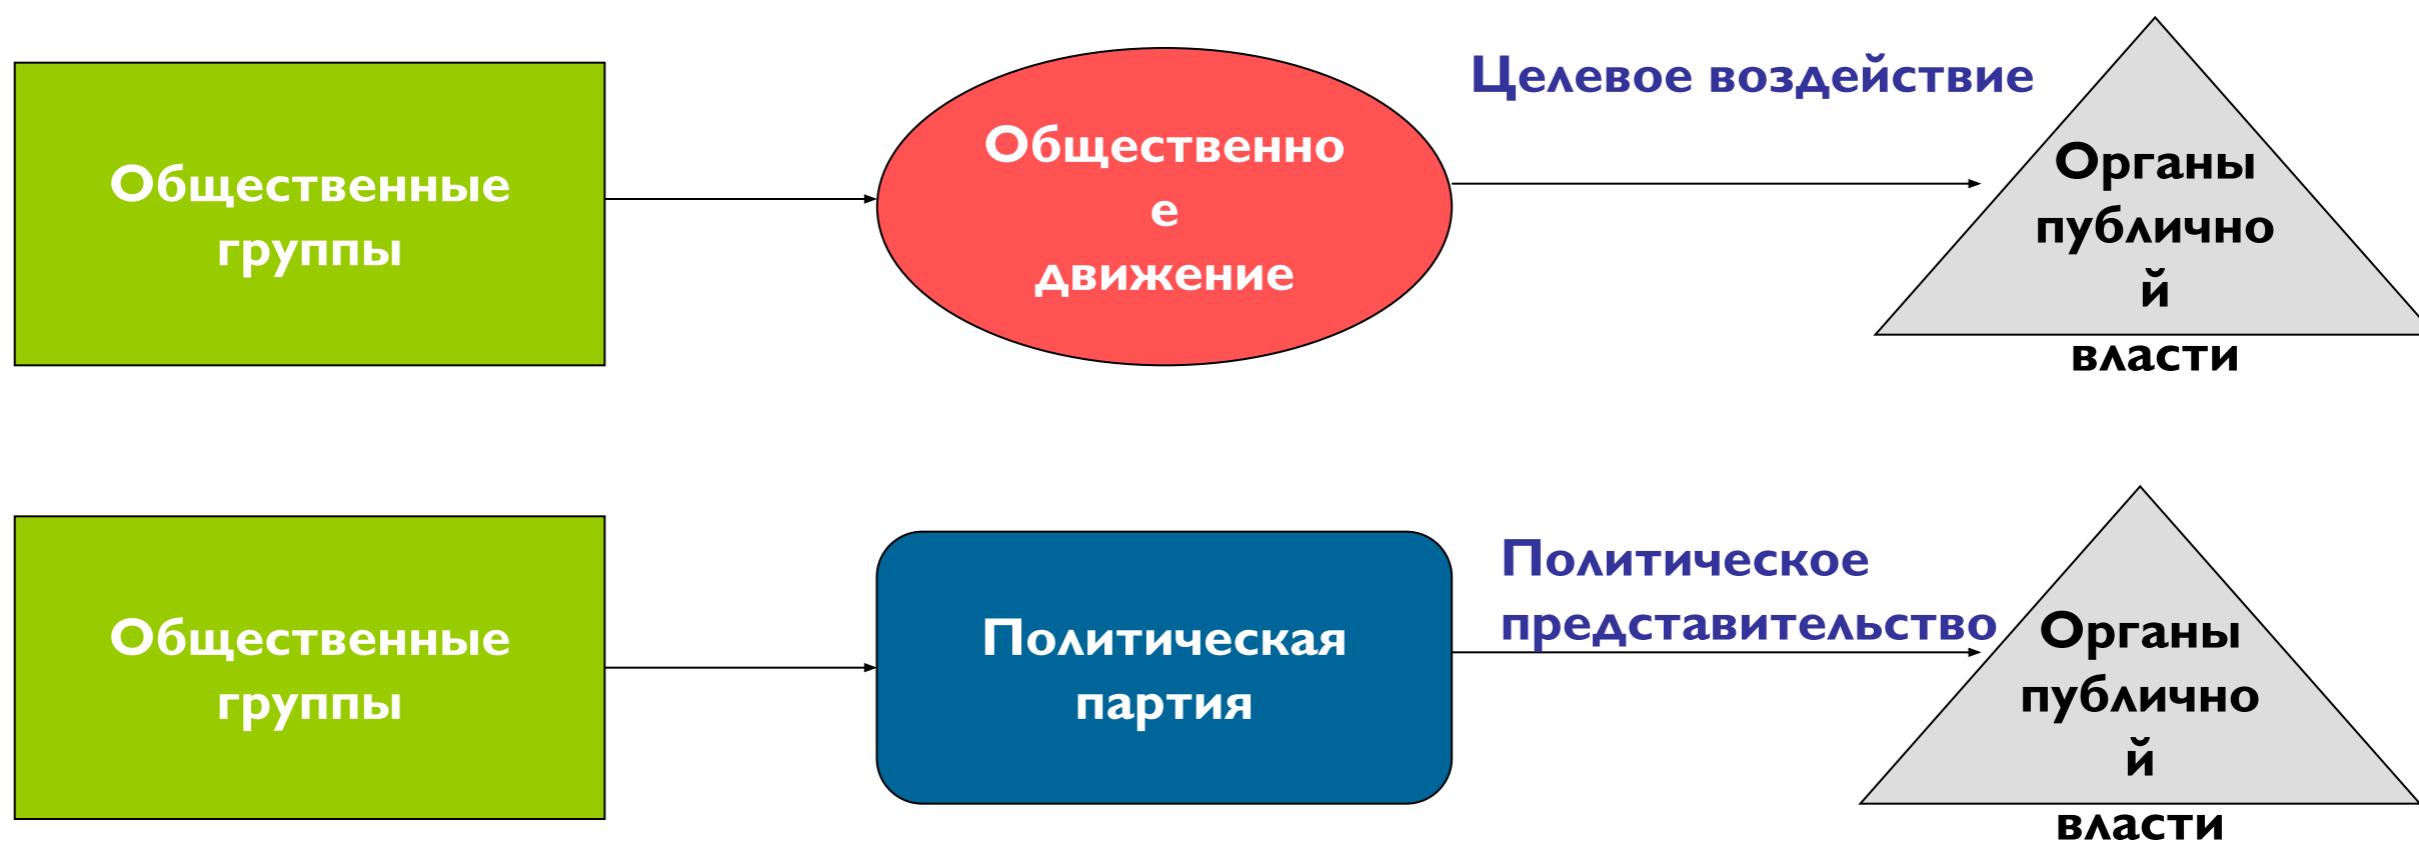 Общественные
группы
Общественно
е
движение
Целевое воздействие
Органы
публично
й
власти
Общественные
группы
Политическая
партия
Политическое
представительство
Органы
публично
й
власти